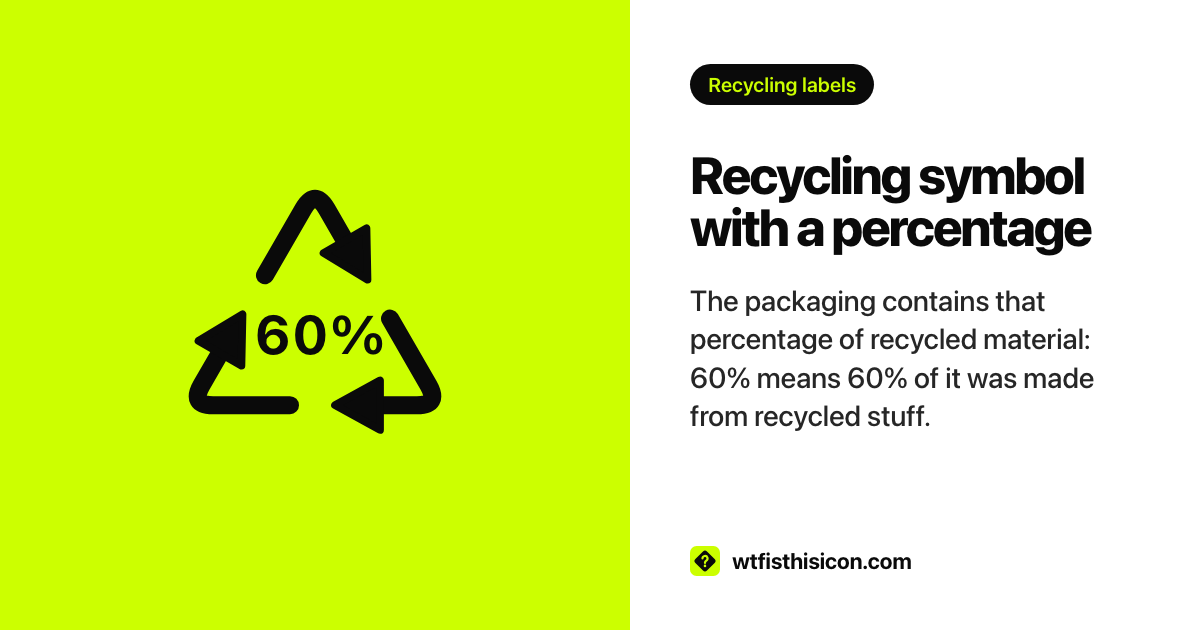 60%
Recycling labels
Recycling symbol
with a percentage
The packaging contains that
percentage of recycled material:
60% means 60% of it was made
from recycled stuff.
?
wtfisthisicon.com